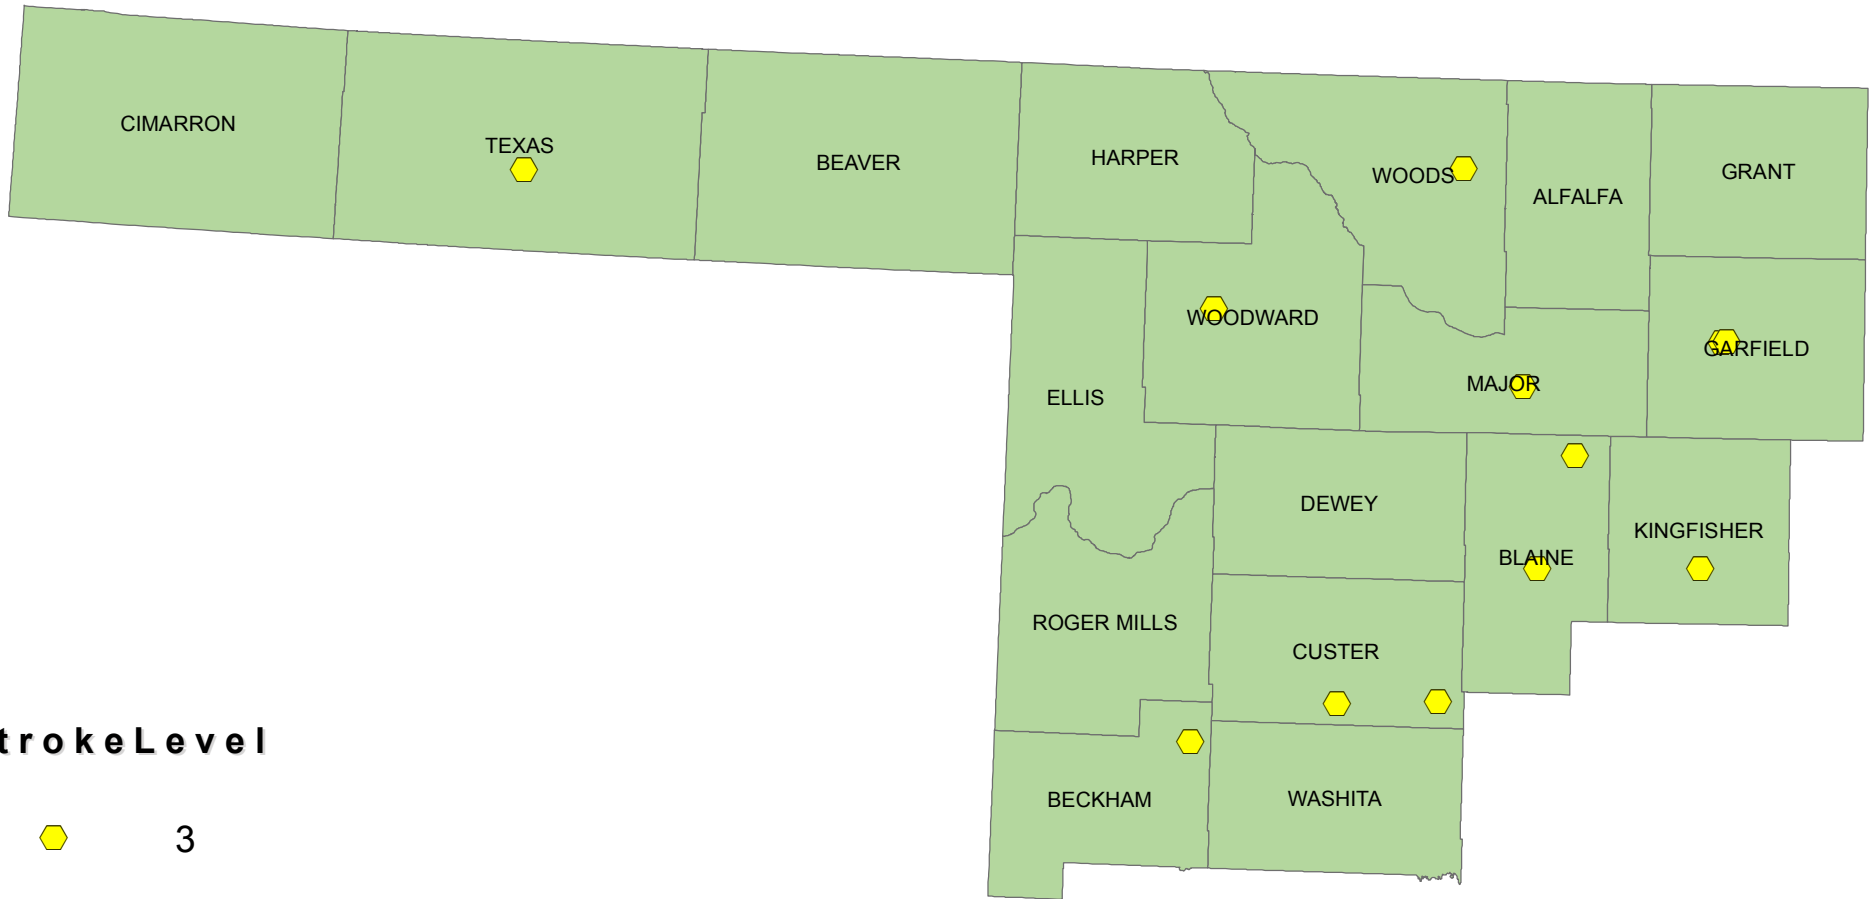 CIMARRON
TEXAS
BEAVER
HARPER
WOODS
ALFALFA
GRANT
WOODWARD
GARFIELD
MAJOR
ELLIS
DEWEY
KINGFISHER
BLAINE
ROGER MILLS
CUSTER
trokeLevel
BECKHAM
WASHITA
3